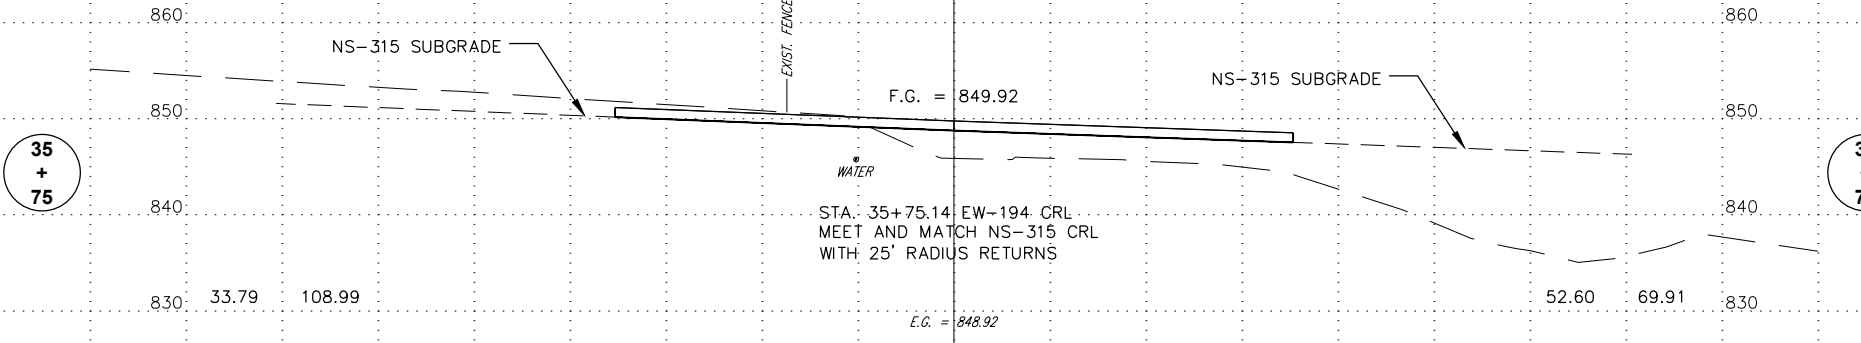 860
860
EXIST. FENCE
NS-315 SUBGRADE
NS-315 SUBGRADE
F.G. = 849.92
850
850
35
+
75
WATER
840
840
STA. 35+75.14 EW-194 CRL
MEET AND MATCH NS-315 CRL
WITH 25' RADIUS RETURNS
830
33.79
108.99
52.60
69.91
830
E.G. = 848.92